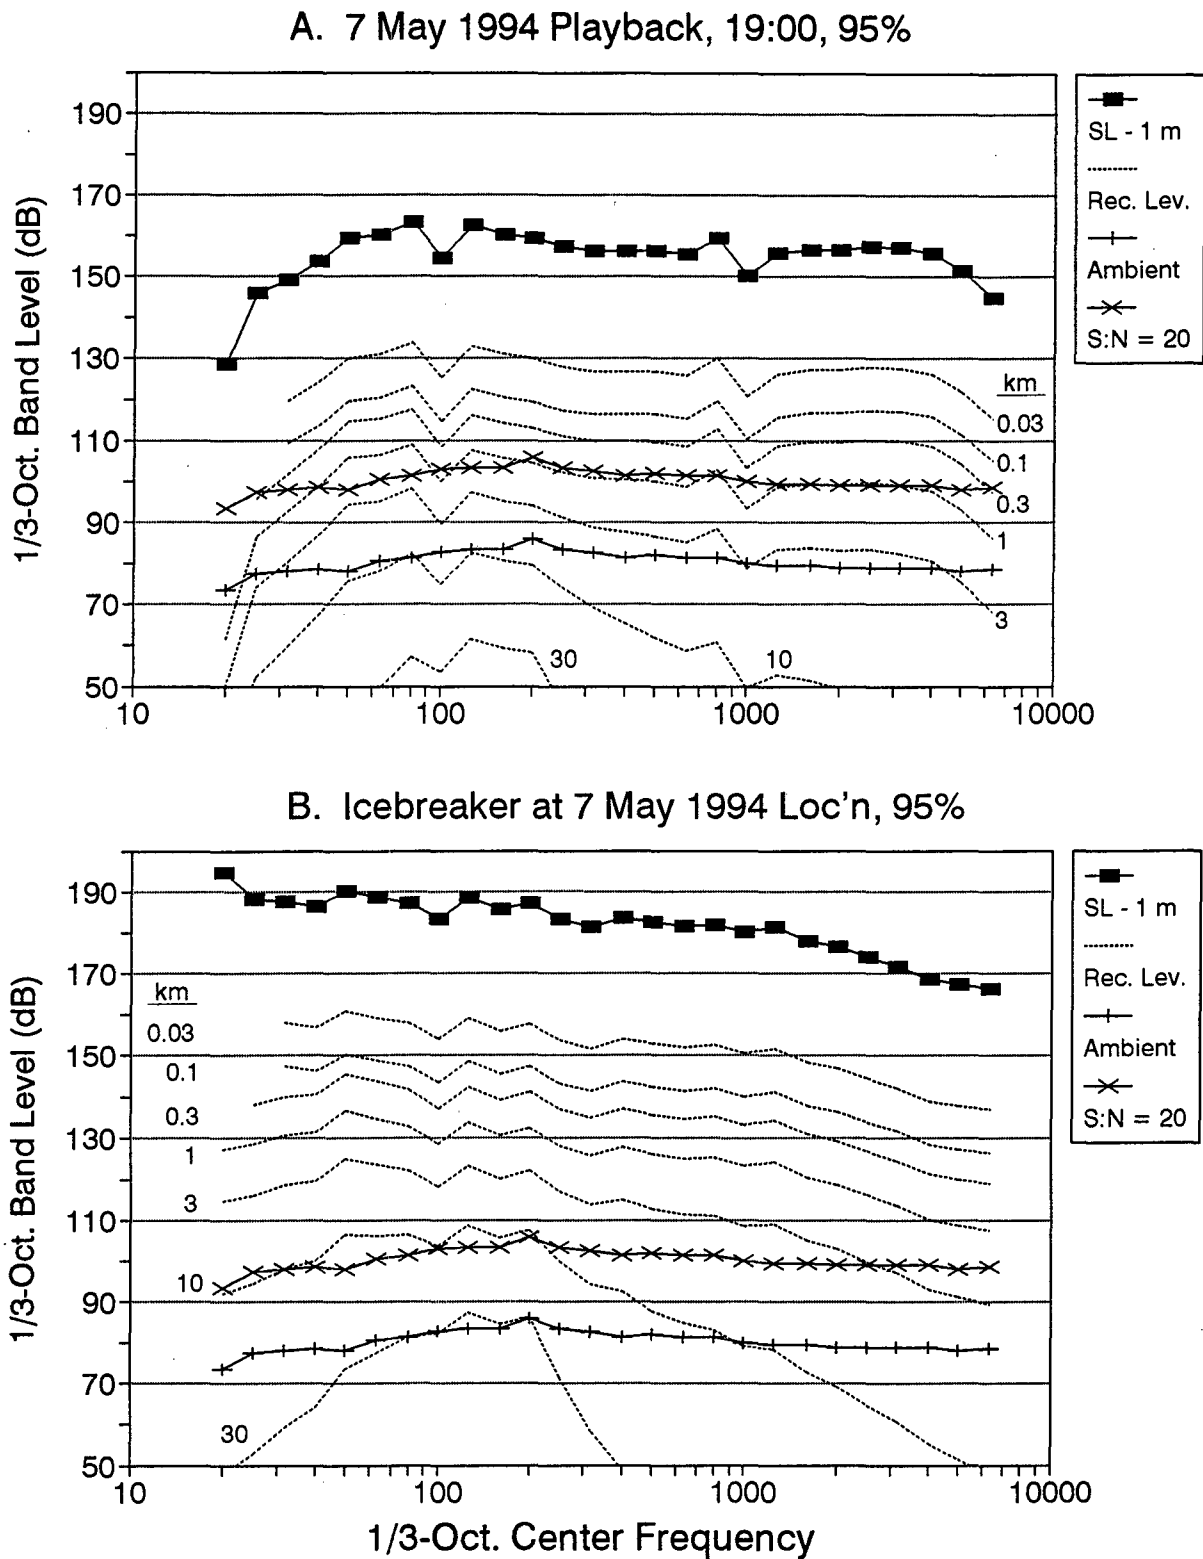 A. 7 May 1994 Playback, 19:00, 95%
1/3-Oct. Band Level (dB)
190
170
150
130
110
90
70
50
10
100
1000
10000
km
0.03
0.1
0.3
1
3
10
30
SL - 1 m
Rec. Lev.
Ambient
S:N = 20
B. Icebreaker at 7 May 1994 Loc'n, 95%
1/3-Oct. Band Level (dB)
190
170
150
130
110
90
70
50
km
0.03
0.1
0.3
1
3
10
30
10
100
1000
10000
1/3-Oct. Center Frequency
SL - 1 m
Rec. Lev.
Ambient
S:N = 20